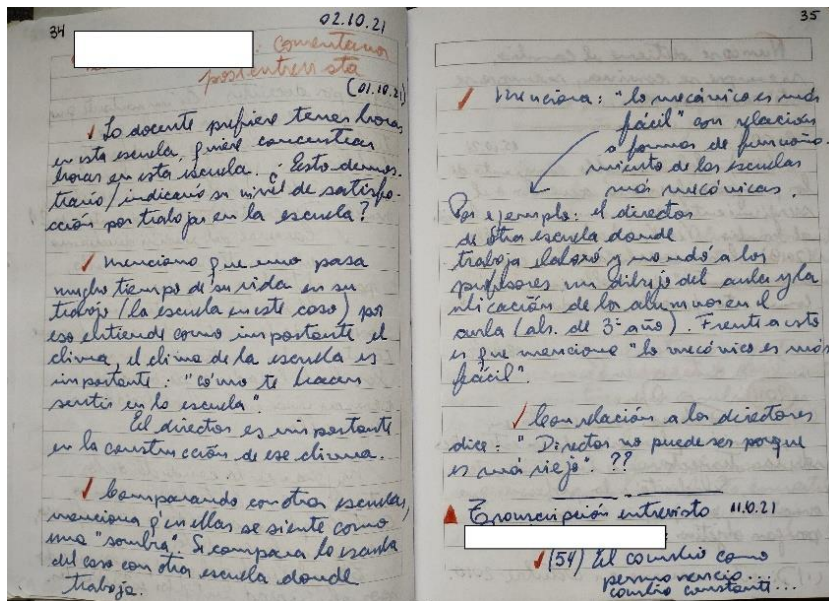 34
02.10.21
: comentarios
postentrevista
(01.10.21)
✓ La docente prefiere tener horas
en esta escuela, quiere concentrar
horas en esta escuela. ¿Esto demos-
traría/indicaría su nivel de satisfa-
cción por trabajar en la escuela?
✓ menciona que uno pasa
mucho tiempo de su vida en su
trabajo (la escuela en este caso) por
eso entiende como importante el
clima, el clima de la escuela es
importante: "cómo te hacen
sentir en la escuela".
El director es importante
en la construcción de ese clima.
✓ Comparando con otras escuelas,
menciona q' en ellas se siente como
una "sombra". Si compara la escuela
del caso con otra escuela donde
trabaja.
35
✓ Menciona: "lo mecánico es más
fácil" con relación
a formas de funciona-
miento de las escuelas
más mecánicas.
Por ejemplo: el director
de otra escuela donde
trabaja elaboró y mandó a los
profesores un dibujo del aula y la
ubicación de los alumnos en el
aula (als. de 3º año). Frente a esto
es que menciona "lo mecánico es más
fácil".
✓ Con relación a los directores
dice: "Director no puede ser porque
es más viejo". ??
Transcripción entrevista 11.10.21
✓ (54) El cambio como
permanencia...
cambio constante...